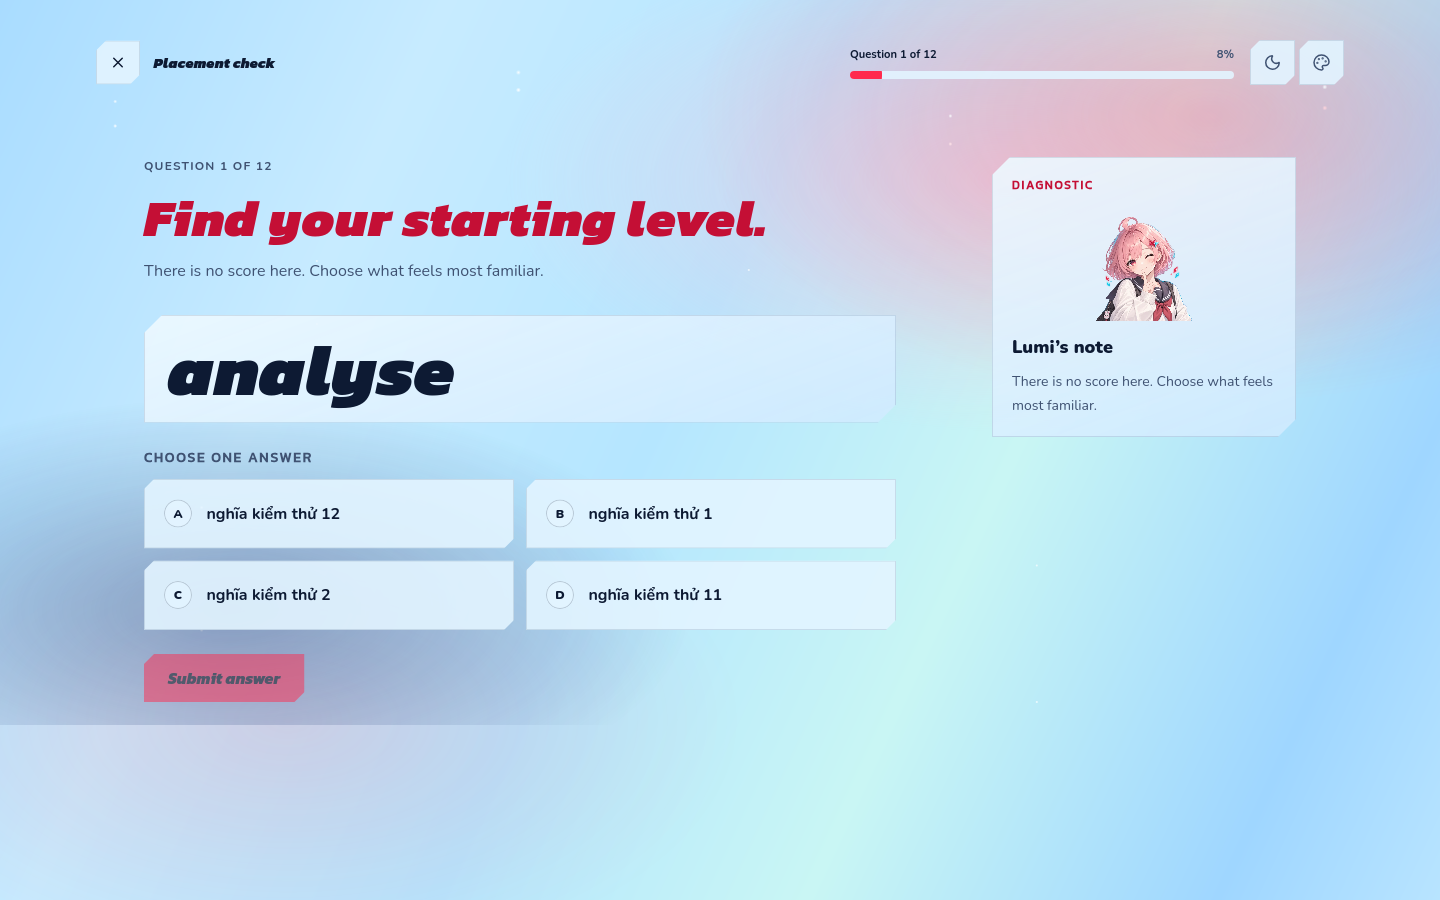 Placement check
Question 1 of 12
8%
QUESTION 1 OF 12
Find your starting level.
There is no score here. Choose what feels most familiar.
analyse
CHOOSE ONE ANSWER
A nghĩa kiểm thử 12
B nghĩa kiểm thử 1
C nghĩa kiểm thử 2
D nghĩa kiểm thử 11
Submit answer
DIAGNOSTIC
Lumi’s note
There is no score here. Choose what feels
most familiar.